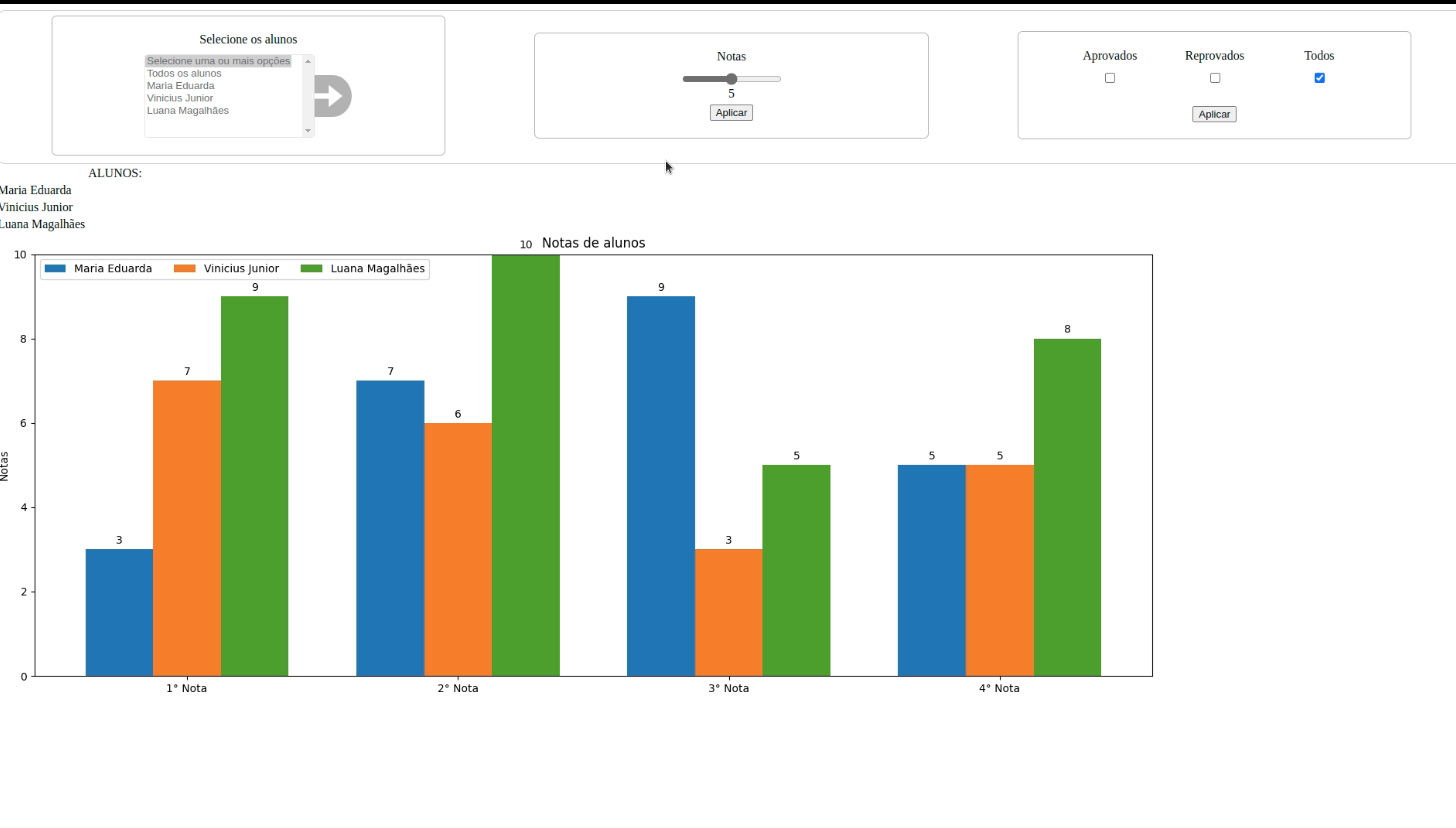 Selecione os alunos
Selecione uma ou mais opções
Todos os alunos
Maria Eduarda
Vinicius Junior
Luana Magalhães
Notas
5
Aplicar
Aprovados Reprovados Todos
Aplicar
ALUNOS:
Maria Eduarda
Vinicius Junior
Luana Magalhães
Notas de alunos
Maria Eduarda Vinicius Junior Luana Magalhães
Notas
10
8
6
4
2
0
3 7 9
7 6 10
9 3 5
5 5 8
1° Nota 2° Nota 3° Nota 4° Nota